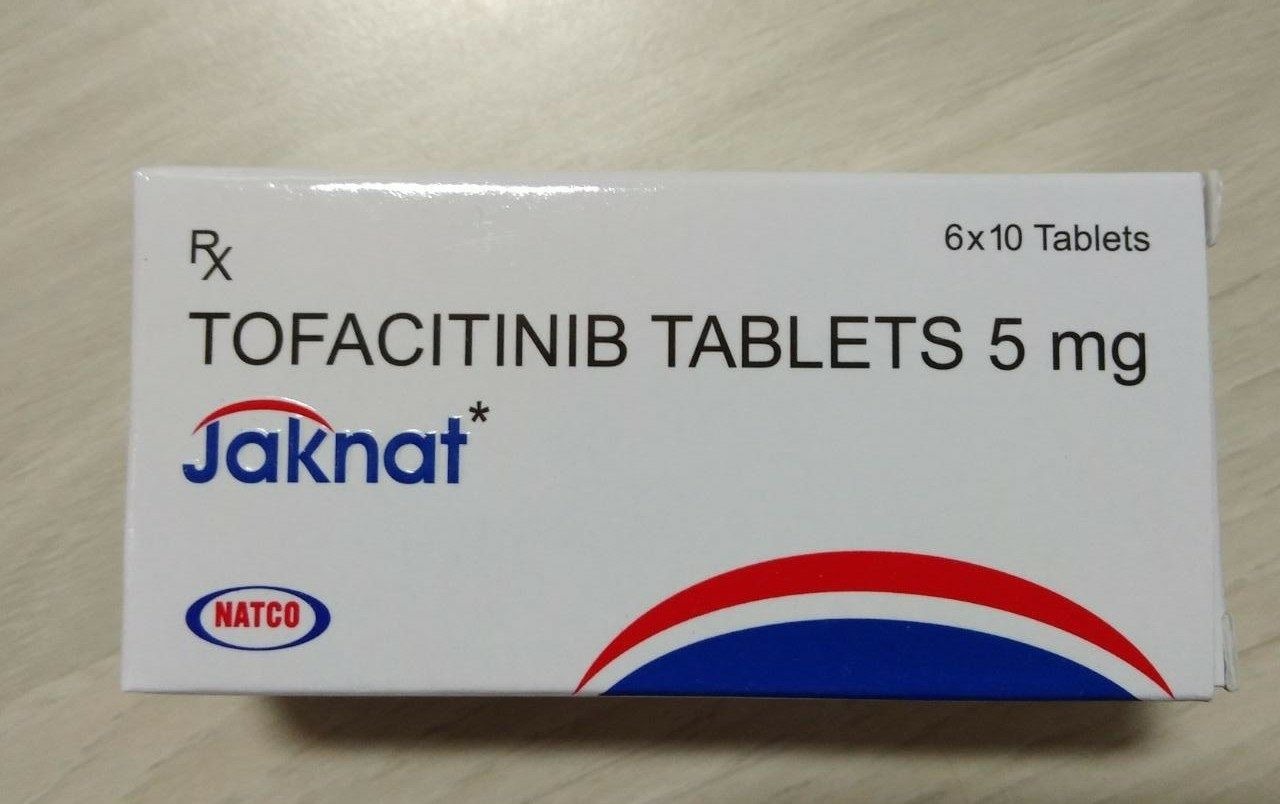 Rx
6x10 Tablets
TOFACITINIB TABLETS 5 mg
Jaknat*
NATCO